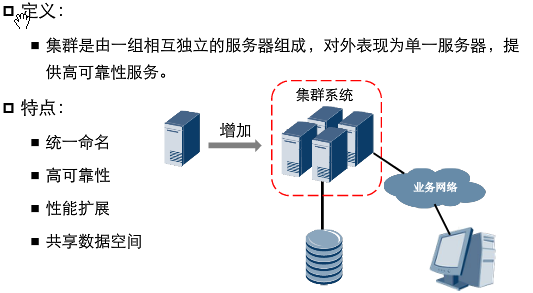 定义：
集群是由一组相互独立的服务器组成，对外表现为单一服务器，提
供高可靠性服务。
特点：
统一命名
高可靠性
性能扩展
共享数据空间
增加
集群系统
业务网络